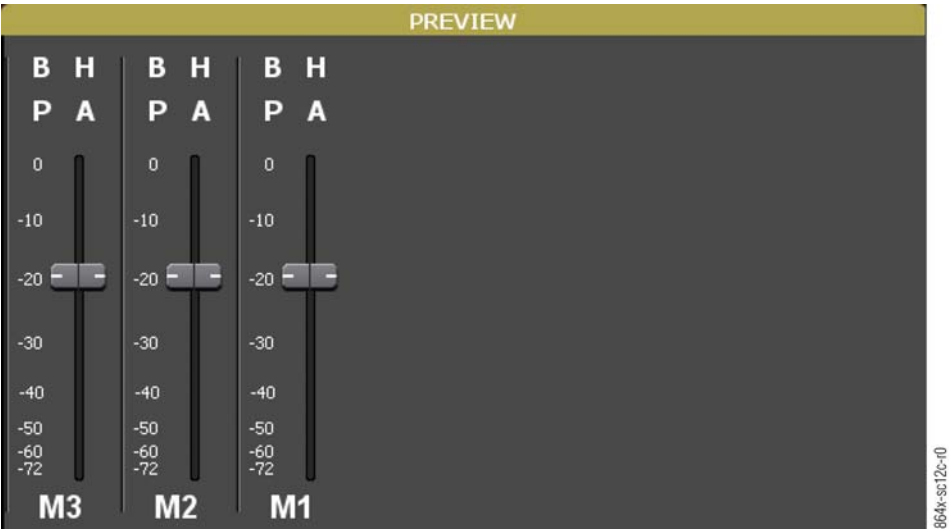 PREVIEW
B H B H B H
P A P A P A
0 0 0
-10 -10 -10
-20 -20 -20
-30 -30 -30
-40 -40 -40
-50 -50 -50
-60 -60 -60
-72 -72 -72
M3 M2 M1
864x-sc12c-r0